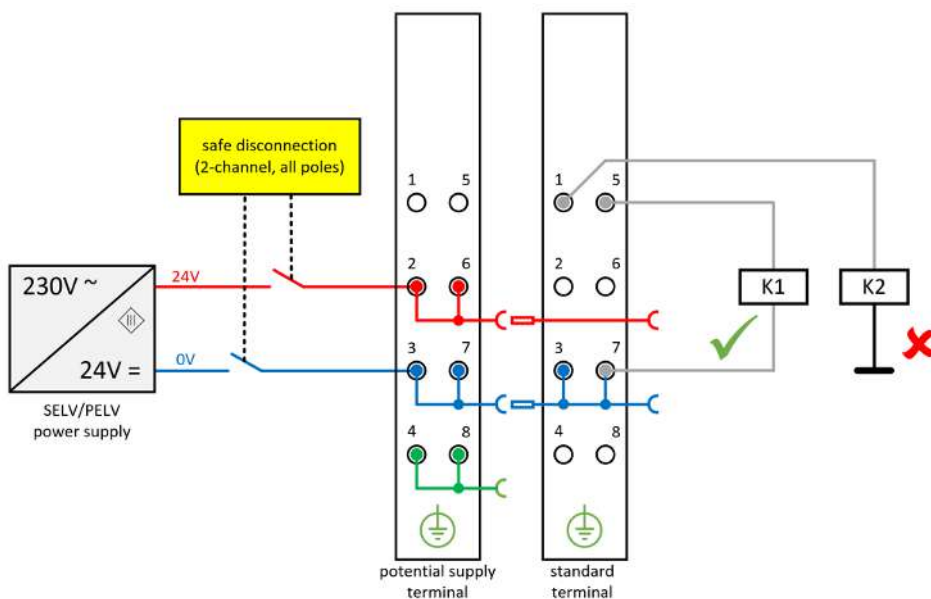 safe disconnection
(2-channel, all poles)
1 5
1 5
230V ~
24V
2 6
2 6
K1
K2
III
24V =
0V
3 7
3 7
SELV/PELV
power supply
4 8
4 8
potential supply
terminal
standard
terminal